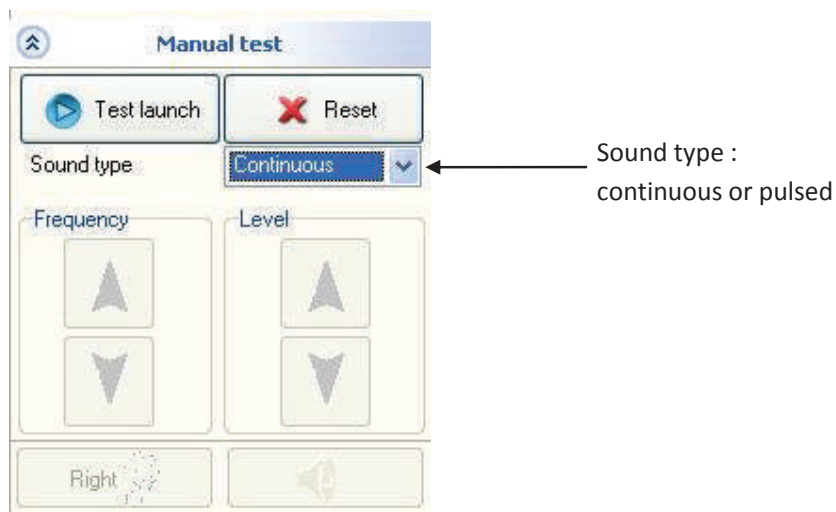 Manual test
Test launch
Reset
Sound type
Continuous
Sound type :
continuous or pulsed
Frequency
Level
Right